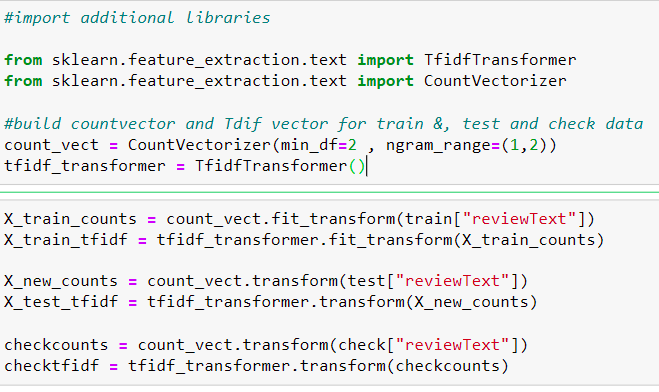 #import additional libraries
from sklearn.feature_extraction.text import TfidfTransformer
from sklearn.feature_extraction.text import CountVectorizer
#build countvector and Tdif vector for train &, test and check data
count_vect = CountVectorizer(min_df=2 , ngram_range=(1,2))
tfidf_transformer = TfidfTransformer()
X_train_counts = count_vect.fit_transform(train["reviewText"])
X_train_tfidf = tfidf_transformer.fit_transform(X_train_counts)
X_new_counts = count_vect.transform(test["reviewText"])
X_test_tfidf = tfidf_transformer.transform(X_new_counts)
checkcounts = count_vect.transform(check["reviewText"])
checktfidf = tfidf_transformer.transform(checkcounts)